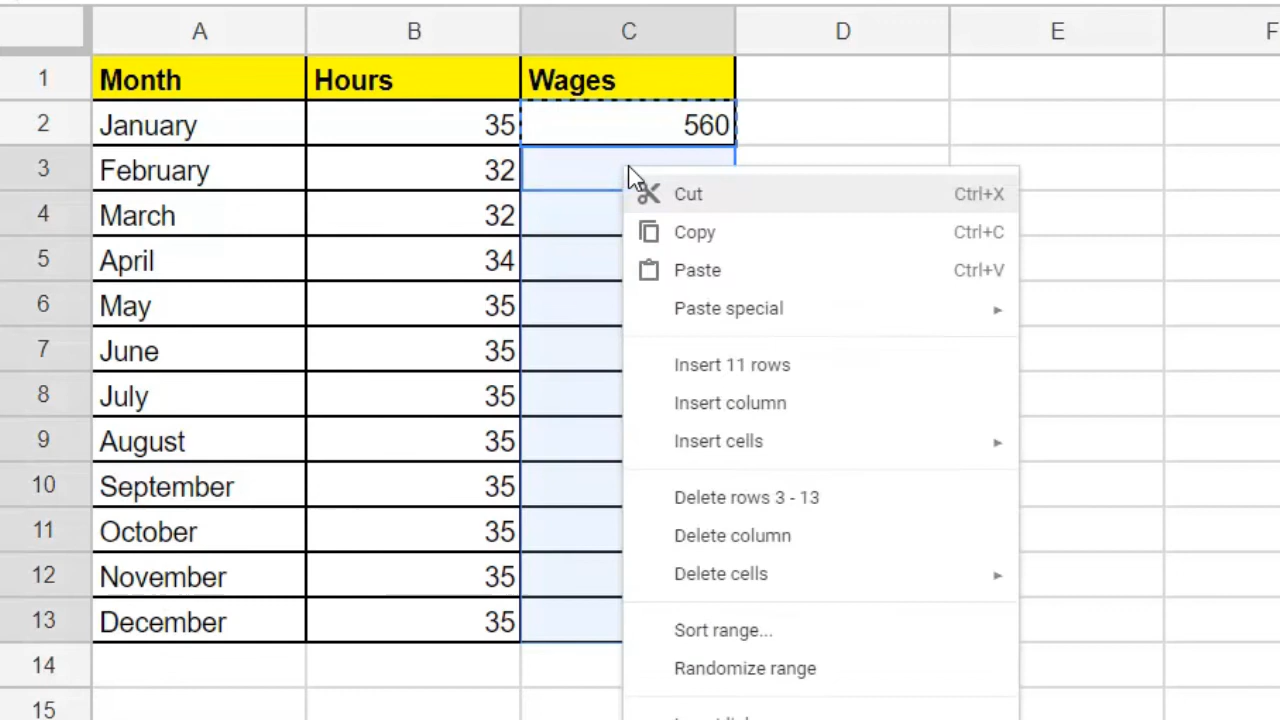 A B C D E F
1 Month Hours Wages
2 January 35 560
3 February 32
Cut Ctrl+X
4 March 32
Copy Ctrl+C
5 April 34
Paste Ctrl+V
6 May 35
Paste special
7 June 35
Insert 11 rows
8 July 35
Insert column
9 August 35
Insert cells
10 September 35
Delete rows 3 - 13
11 October 35
Delete column
12 November 35
Delete cells
13 December 35
Sort range...
14
Randomize range
15